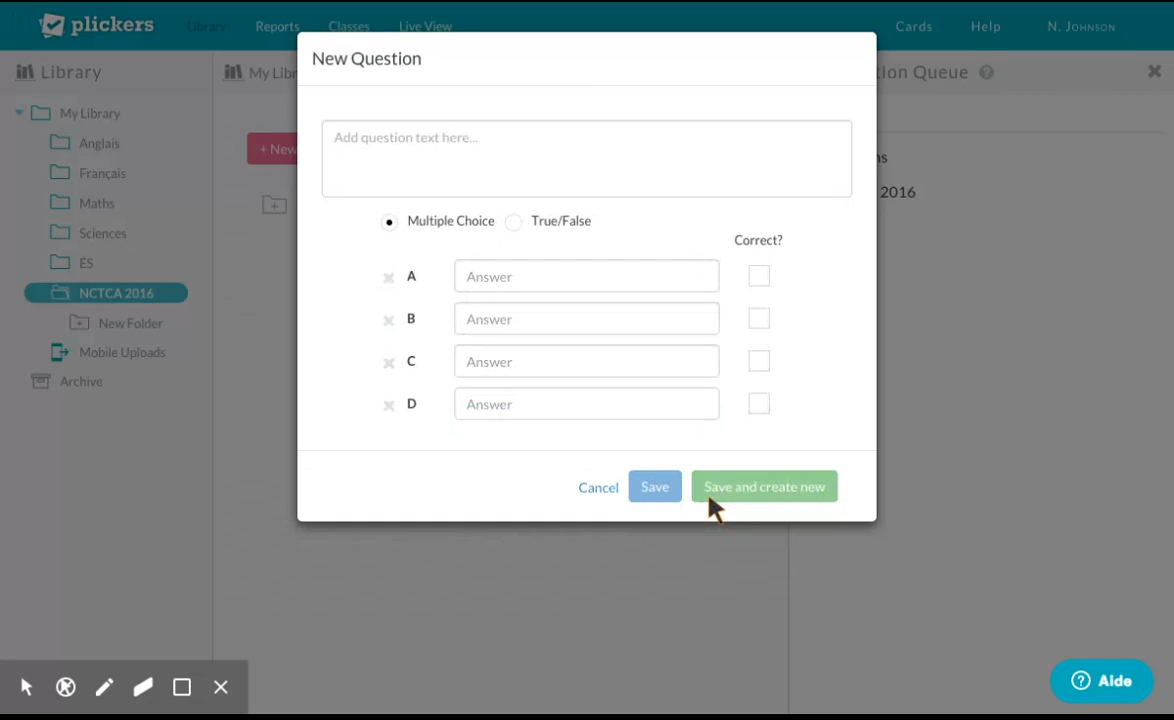 plickers
Library Reports Classes Live View Cards Help N. JOHNSON
New Question
Library
My Libr
ion Queue ?
My Library
Add question text here...
Anglais
+ New
ns
Français
2016
Maths
Multiple Choice True/False
Sciences
Correct?
ÉS
A Answer
NCTCA 2016
B Answer
New Folder
Mobile Uploads
C Answer
Archive
D Answer
Cancel Save Save and create new
? Aide